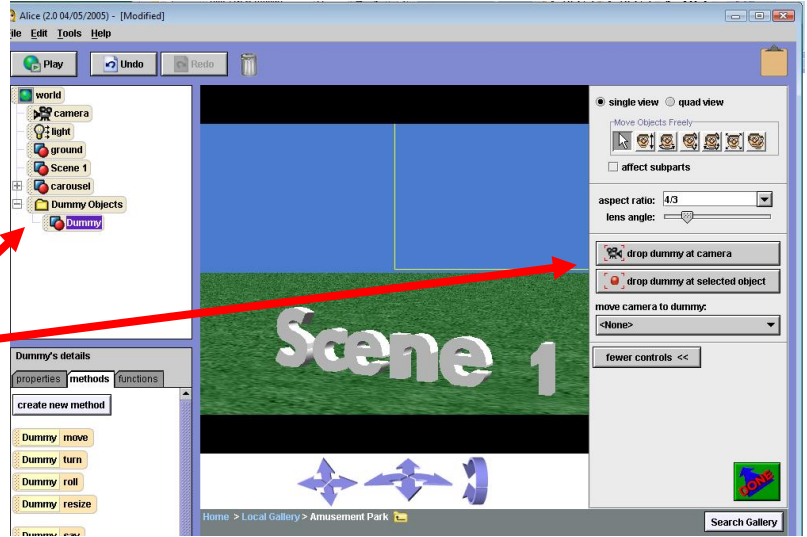 Alice (2.0 04/05/2005) - [Modified]
ile Edit Tools Help
Play Undo Redo
world
camera
light
ground
Scene 1
carousel
Dummy Objects
Dummy
Dummy's details
properties methods functions
create new method
Dummy move
Dummy turn
Dummy roll
Dummy resize
Dummy say
Scene 1
Home > Local Gallery > Amusement Park
single view quad view
Move Objects Freely
affect subparts
aspect ratio: 4/3
lens angle:
drop dummy at camera
drop dummy at selected object
move camera to dummy:
<None>
fewer controls <<
DONE
Search Gallery